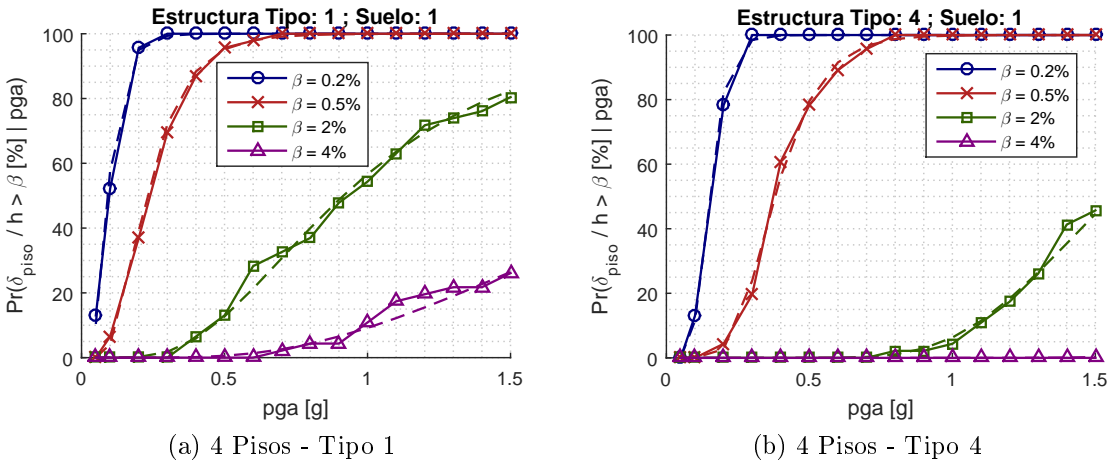 Estructura Tipo: 1 ; Suelo: 1
100
80
60
40
20
0
Pr(δpiso / h > β [%] || pga)
β = 0.2%
β = 0.5%
β = 2%
β = 4%
0
0.5
1
1.5
pga [g]
(a) 4 Pisos - Tipo 1
Estructura Tipo: 4 ; Suelo: 1
100
80
60
40
20
0
Pr(δpiso / h > β [%] || pga)
β = 0.2%
β = 0.5%
β = 2%
β = 4%
0
0.5
1
1.5
pga [g]
(b) 4 Pisos - Tipo 4